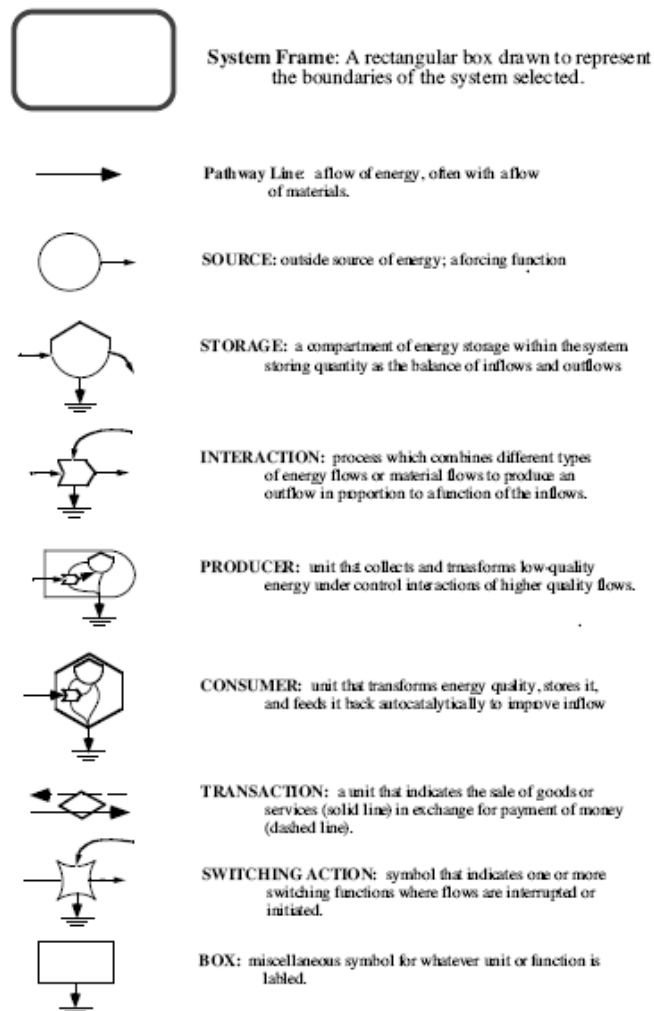 System Frame: A rectangular box drawn to represent
the boundaries of the system selected.
Pathway Line: a flow of energy, often with a flow
of materials.
SOURCE: outside source of energy; a forcing function
STORAGE: a compartment of energy storage within the system
storing quantity as the balance of inflows and outflows
INTERACTION: process which combines different types
of energy flows or material flows to produce an
outflow in proportion to a function of the inflows.
PRODUCER: unit that collects and trnasforms low-quality
energy under control interactions of higher quality flows.
CONSUMER: unit that transforms energy quality, stores it,
and feeds it back autocatalytically to improve inflow
TRANSACTION: a unit that indicates the sale of goods or
services (solid line) in exchange for payment of money
(dashed line).
SWITCHING ACTION: symbol that indicates one or more
switching functions where flows are interrupted or
initiated.
BOX: miscellaneous symbol for whatever unit or function is
labled.